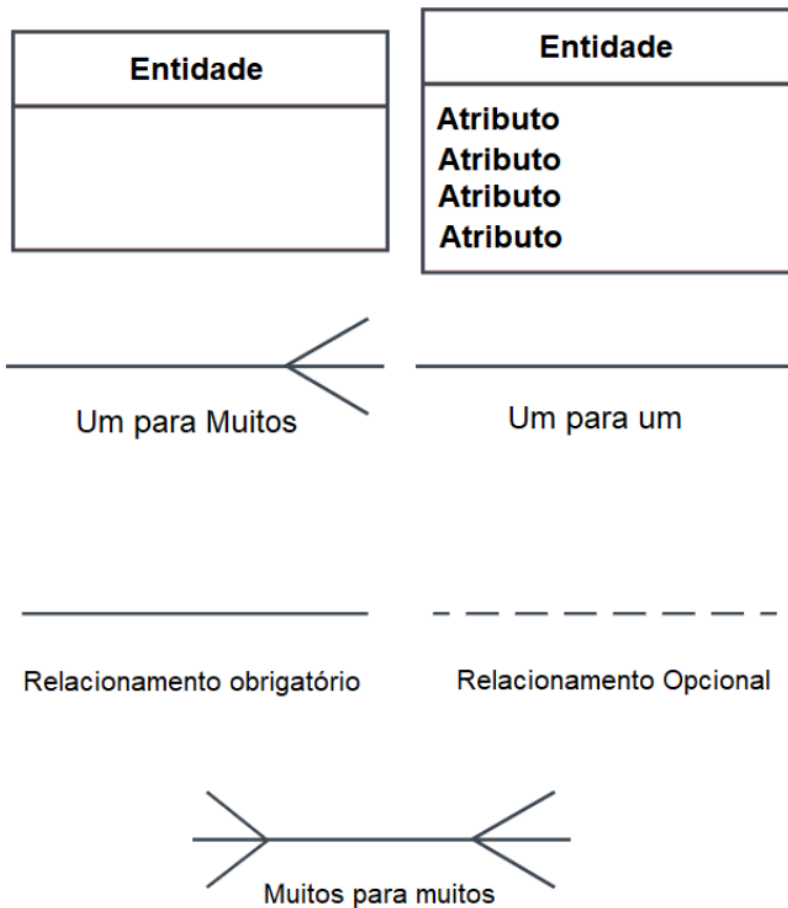 Entidade
Entidade
Atributo
Atributo
Atributo
Atributo
Um para Muitos
Um para um
Relacionamento obrigatório
Relacionamento Opcional
Muitos para muitos